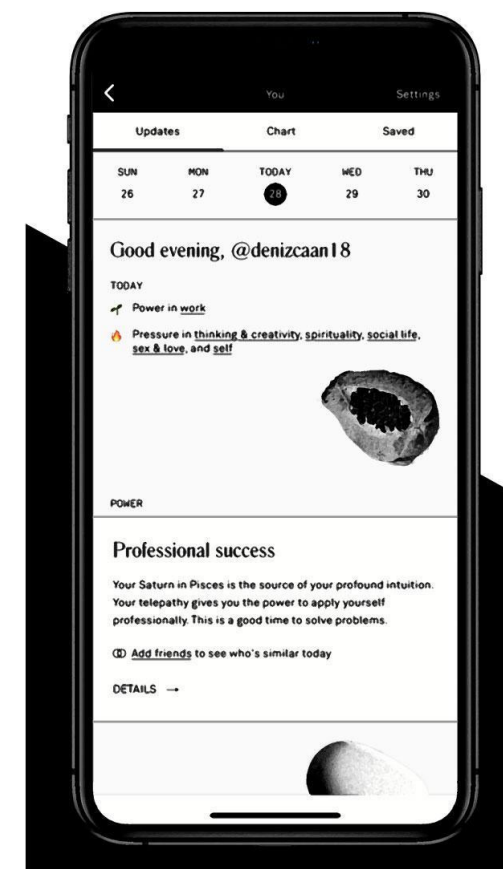 You Settings
Updates Chart Saved
SUN MON TODAY WED THU
26 27 28 29 30
Good evening, @denizcaan18
TODAY
Power in work
Pressure in thinking & creativity, spirituality, social life,
sex & love, and self
POWER
Professional success
Your Saturn in Pisces is the source of your profound intuition.
Your telepathy gives you the power to apply yourself
professionally. This is a good time to solve problems.
Add friends to see who's similar today
DETAILS →